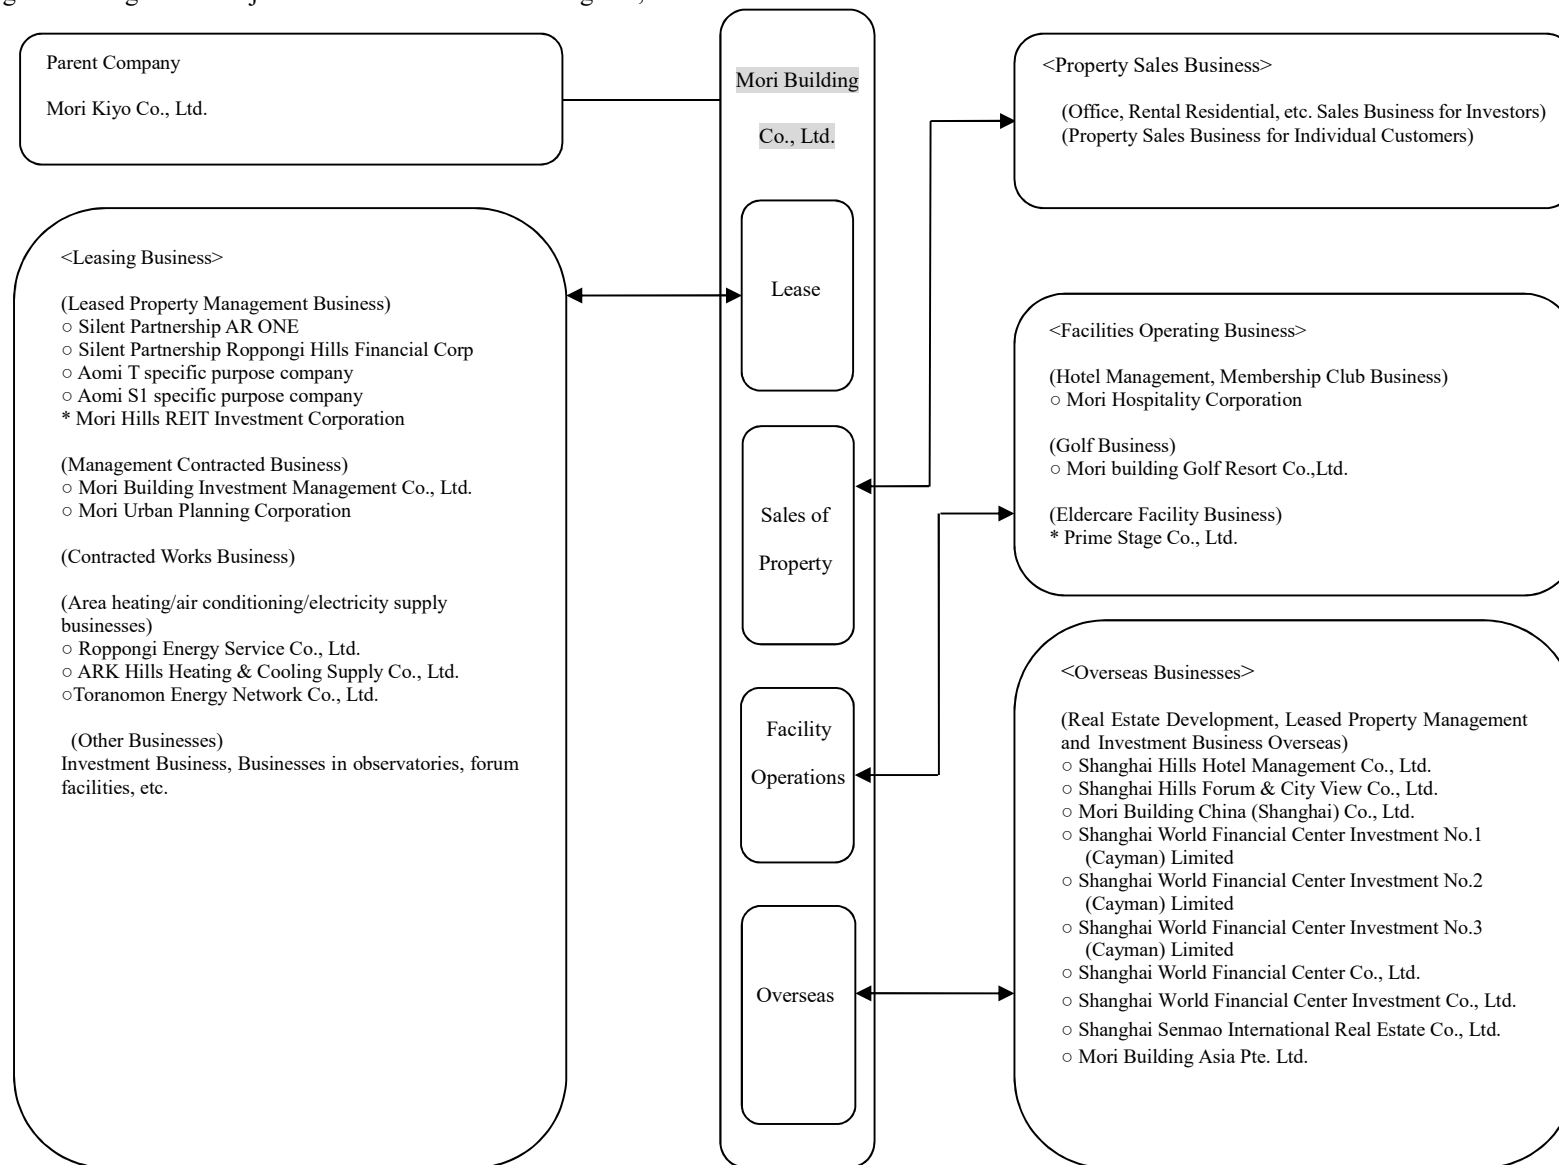 Parent Company
Mori Kiyo Co., Ltd.
<Leasing Business>
(Leased Property Management Business)
○ Silent Partnership AR ONE
○ Silent Partnership Roppongi Hills Financial Corp
○ Aomi T specific purpose company
○ Aomi S1 specific purpose company
* Mori Hills REIT Investment Corporation
(Management Contracted Business)
○ Mori Building Investment Management Co., Ltd.
○ Mori Urban Planning Corporation
(Contracted Works Business)
(Area heating/air conditioning/electricity supply
businesses)
○ Roppongi Energy Service Co., Ltd.
○ ARK Hills Heating & Cooling Supply Co., Ltd.
○Toranomon Energy Network Co., Ltd.
(Other Businesses)
Investment Business, Businesses in observatories, forum
facilities, etc.
Mori Building
Co., Ltd.
Lease
Sales of
Property
Facility
Operations
Overseas
<Property Sales Business>
(Office, Rental Residential, etc. Sales Business for Investors)
(Property Sales Business for Individual Customers)
<Facilities Operating Business>
(Hotel Management, Membership Club Business)
○ Mori Hospitality Corporation
(Golf Business)
○ Mori building Golf Resort Co.,Ltd.
(Eldercare Facility Business)
* Prime Stage Co., Ltd.
<Overseas Businesses>
(Real Estate Development, Leased Property Management
and Investment Business Overseas)
○ Shanghai Hills Hotel Management Co., Ltd.
○ Shanghai Hills Forum & City View Co., Ltd.
○ Mori Building China (Shanghai) Co., Ltd.
○ Shanghai World Financial Center Investment No.1
(Cayman) Limited
○ Shanghai World Financial Center Investment No.2
(Cayman) Limited
○ Shanghai World Financial Center Investment No.3
(Cayman) Limited
○ Shanghai World Financial Center Co., Ltd.
○ Shanghai World Financial Center Investment Co., Ltd.
○ Shanghai Senmao International Real Estate Co., Ltd.
○ Mori Building Asia Pte. Ltd.